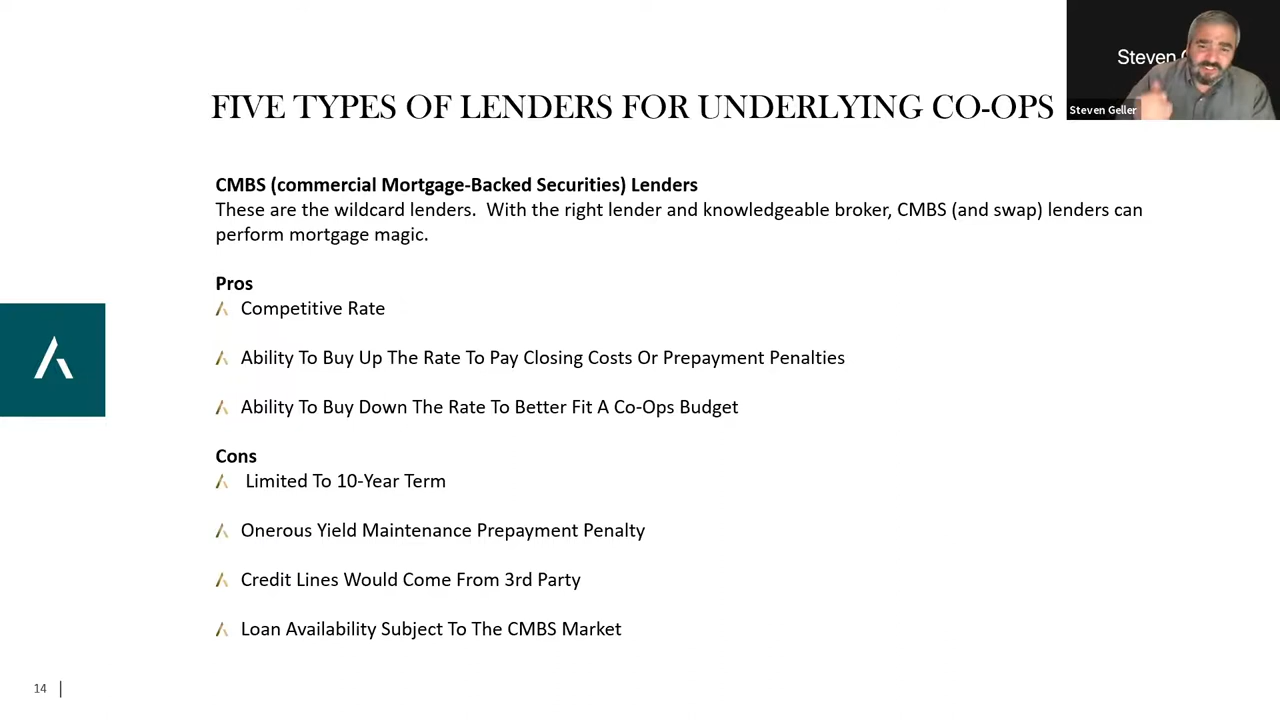 Steven
Steven Geller
FIVE TYPES OF LENDERS FOR UNDERLYING CO-OPS
CMBS (commercial Mortgage-Backed Securities) Lenders
These are the wildcard lenders.  With the right lender and knowledgeable broker, CMBS (and swap) lenders can
perform mortgage magic.
Pros
Competitive Rate
Ability To Buy Up The Rate To Pay Closing Costs Or Prepayment Penalties
Ability To Buy Down The Rate To Better Fit A Co-Ops Budget
Cons
Limited To 10-Year Term
Onerous Yield Maintenance Prepayment Penalty
Credit Lines Would Come From 3rd Party
Loan Availability Subject To The CMBS Market
14